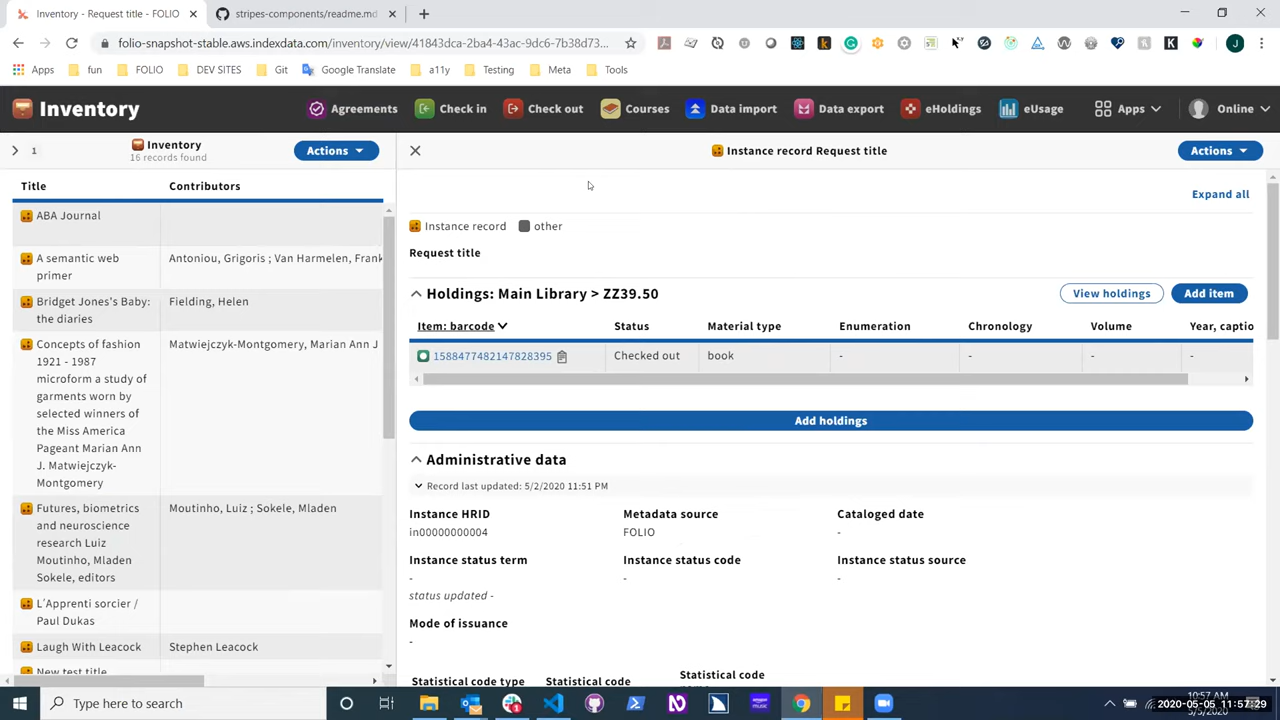 Inventory - Request title - FOLIO
stripes-components/readme.md
folio-snapshot-stable.aws.indexdata.com/inventory/view/41843dca-2ba4-43ac-9dc6-7b38d73...
Apps fun FOLIO DEV SITES Git Google Translate a11y Testing Meta Tools
Inventory Agreements Check in Check out Courses Data import Data export eHoldings eUsage Apps Online
1
Inventory
16 records found
Actions
Instance record Request title
Actions
Title Contributors
ABA Journal
A semantic web
primer
Antoniou, Grigoris ; Van Harmelen, Frank
Bridget Jones's Baby:
the diaries
Fielding, Helen
Concepts of fashion
1921 - 1987
microform a study of
garments worn by
selected winners of
the Miss America
Pageant Marian Ann
J. Matwiejczyk-
Montgomery
Matwiejczyk-Montgomery, Marian Ann J
Futures, biometrics
and neuroscience
research Luiz
Moutinho, Mladen
Sokele, editors
Moutinho, Luiz ; Sokele, Mladen
L'Apprenti sorcier /
Paul Dukas
Laugh With Leacock
Stephen Leacock
New test title
Expand all
Instance record other
Request title
Holdings: Main Library > ZZ39.50
View holdings Add item
Item: barcode Status Material type Enumeration Chronology Volume Year, captio
1588477482147828395 Checked out book - - - -
Add holdings
Administrative data
Record last updated: 5/2/2020 11:51 PM
Instance HRID Metadata source Cataloged date
in00000000004 FOLIO -
Instance status term Instance status code Instance status source
- - -
status updated -
Mode of issuance
-
Statistical code type Statistical code Statistical code
Type here to search
10:57 AM
2020-05-05 11:57:29